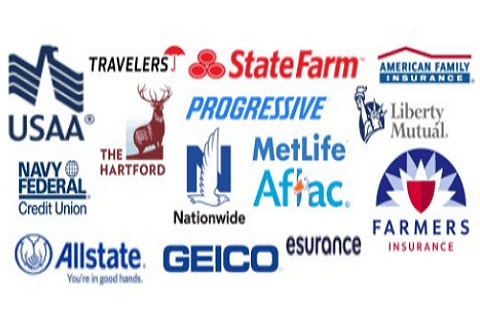 USAA®
TRAVELERS
StateFarm™
AMERICAN FAMILY
INSURANCE
PROGRESSIVE
Liberty
Mutual.
THE
HARTFORD
NAVY
FEDERAL
Credit Union
N
Nationwide
MetLife
Aflac
FARMERS
INSURANCE
Allstate
You're in good hands.
GEICO
esurance